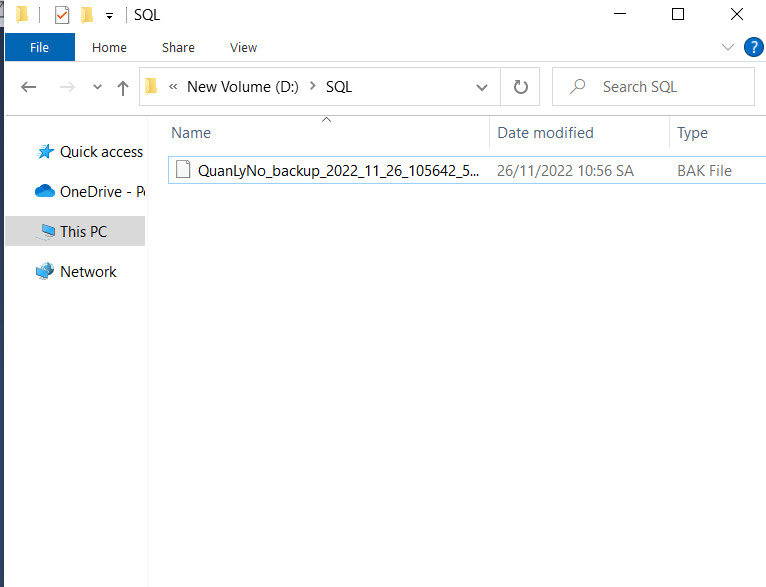 SQL
File Home Share View
« New Volume (D:) > SQL
Search SQL
Name Date modified Type
QuanLyNo_backup_2022_11_26_105642_5... 26/11/2022 10:56 SA BAK File
Quick access
OneDrive - P
This PC
Network